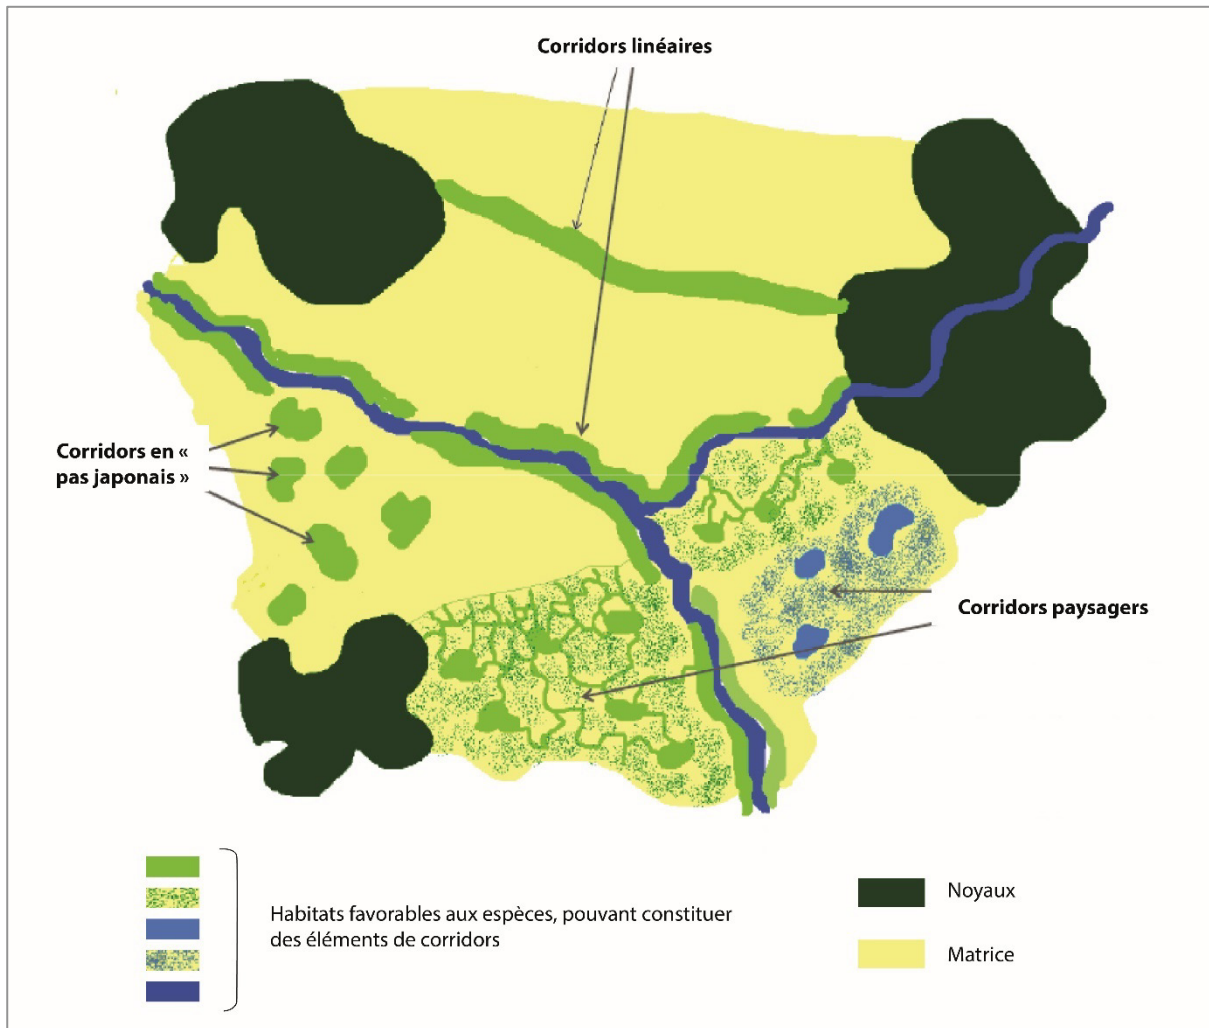 Corridors linéaires
Corridors en «
pas japonais »
Corridors paysagers
Habitats favorables aux espèces, pouvant constituer
des éléments de corridors
Noyaux
Matrice